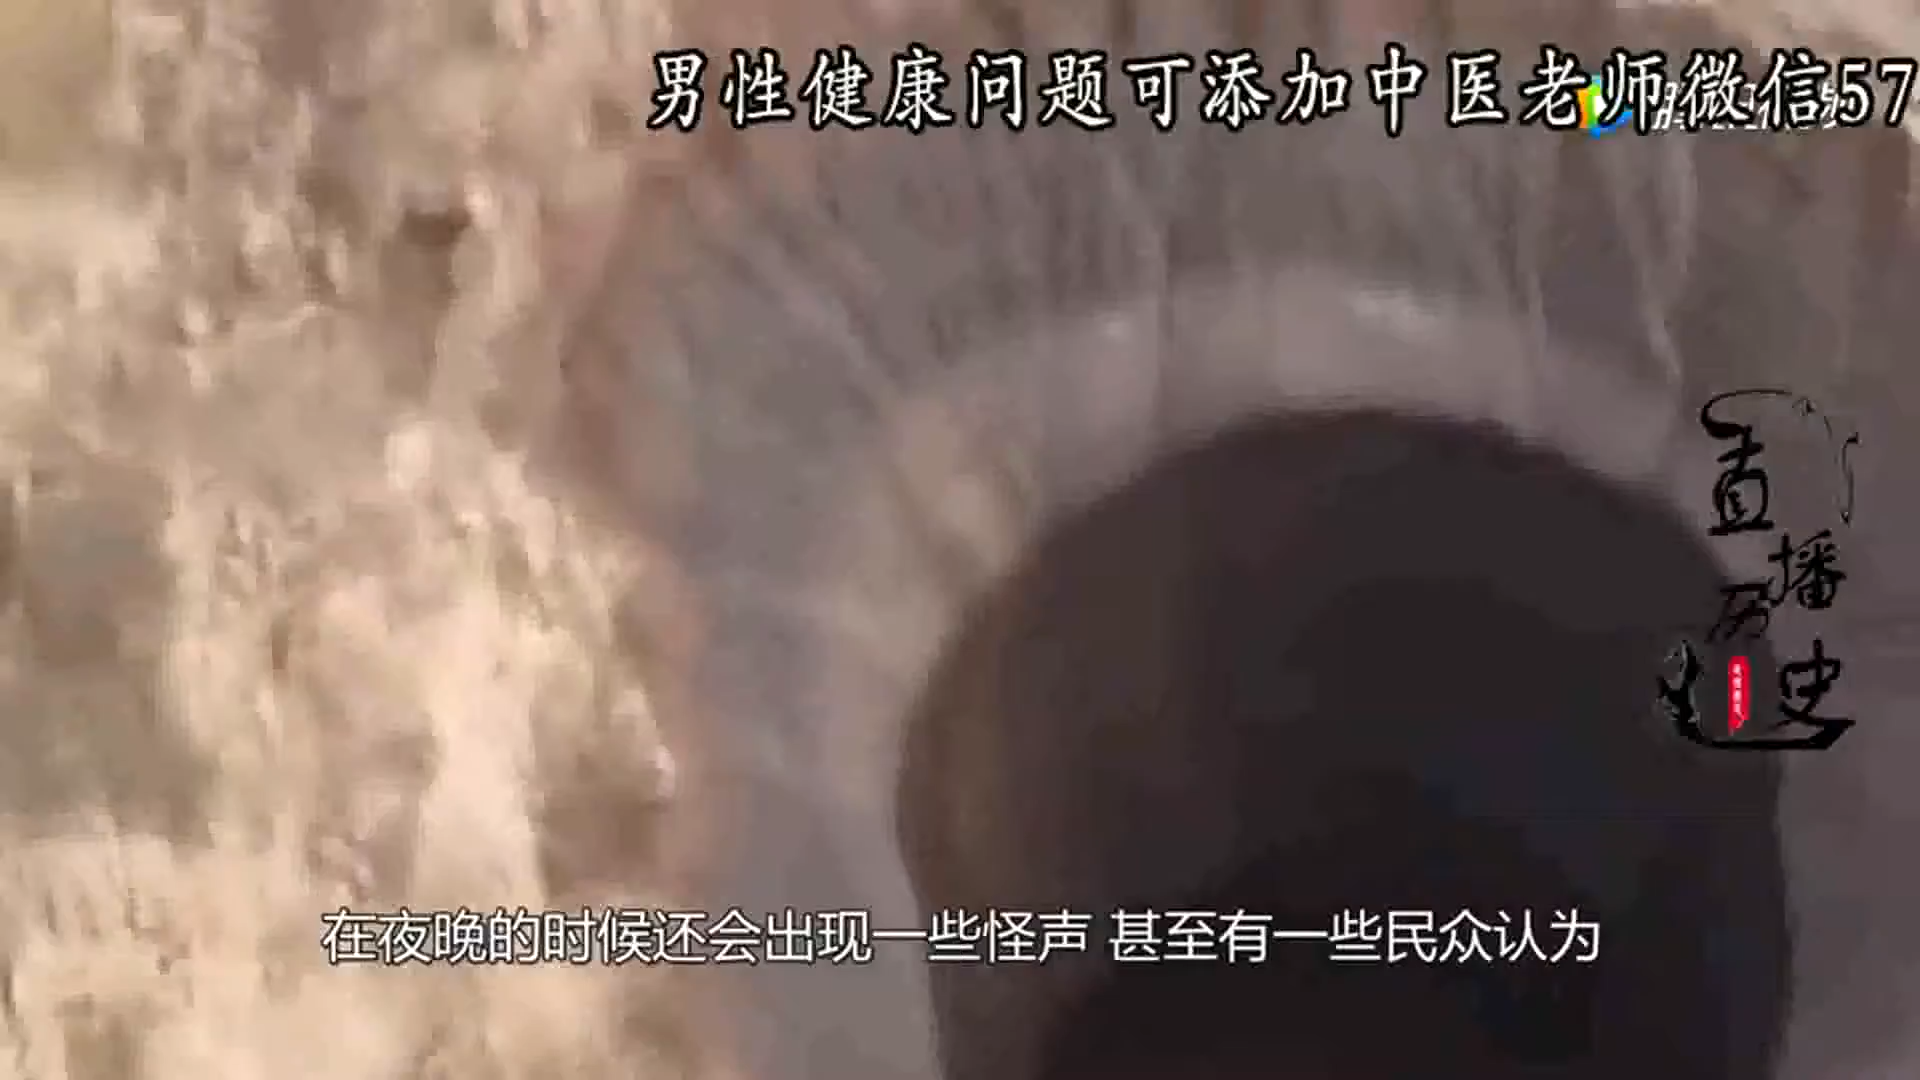 男性健康问题可添加中医老师微信57
直播
历史
在夜晚的时候还会出现一些怪声 甚至有一些民众认为